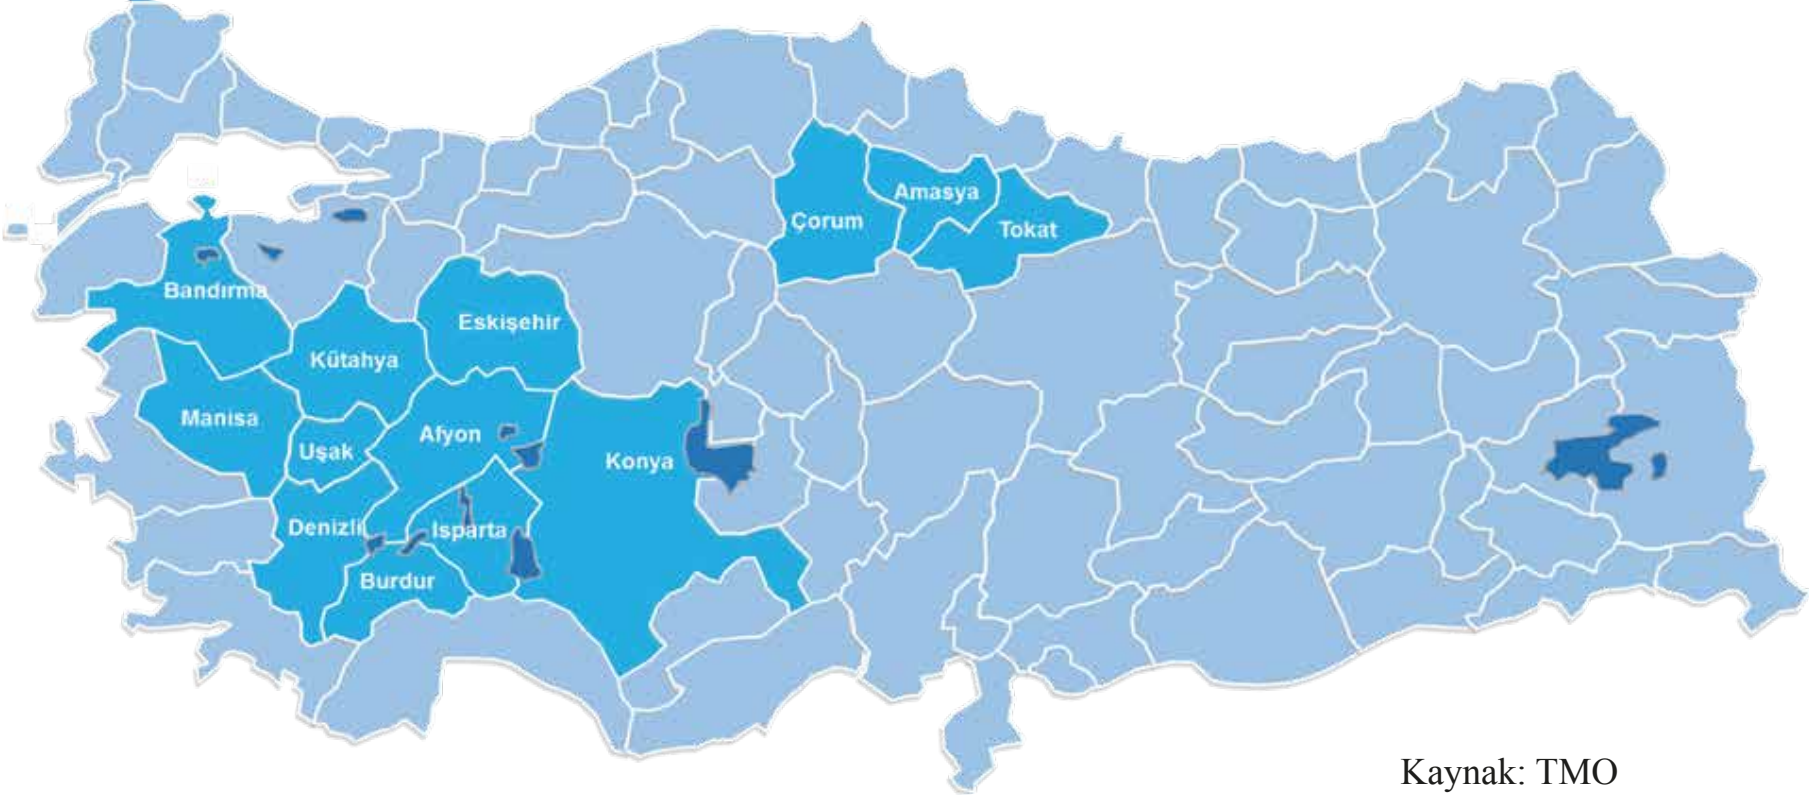 Amasya
Çorum
Tokat
Bandırma
Eskişehir
Kütahya
Manisa
Afyon
Uşak
Konya
Denizli
Isparta
Burdur
Kaynak: TMO